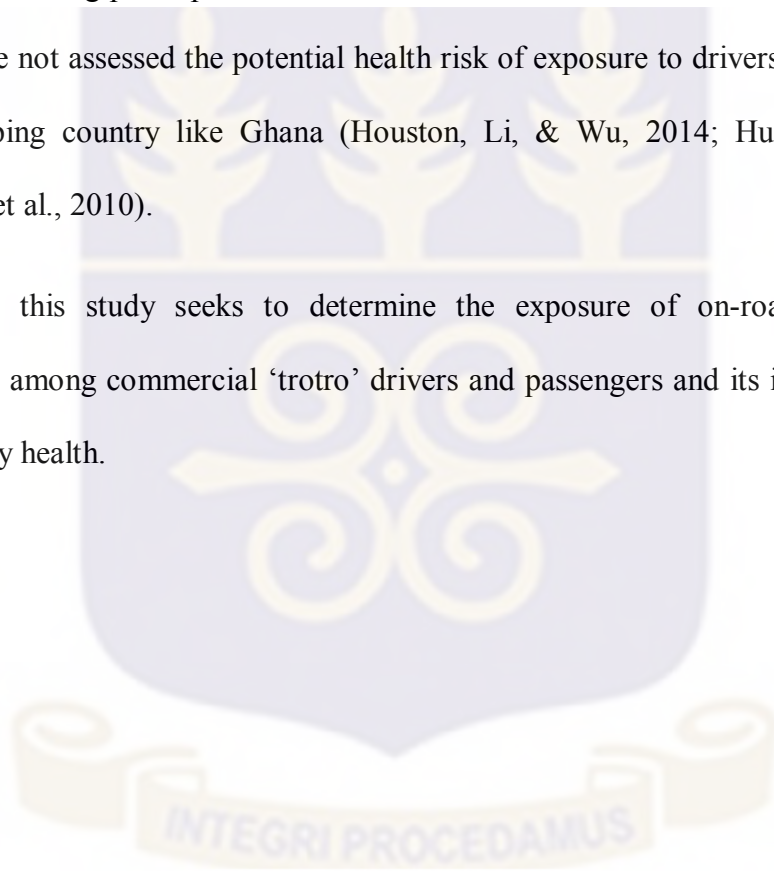 e not assessed the potential health risk of exposure to drivers
ping country like Ghana (Houston, Li, & Wu, 2014; Hu
et al., 2010).
this study seeks to determine the exposure of on-roa
among commercial ‘trotro’ drivers and passengers and its i
y health.
INTEGRI PROCEDAMUS